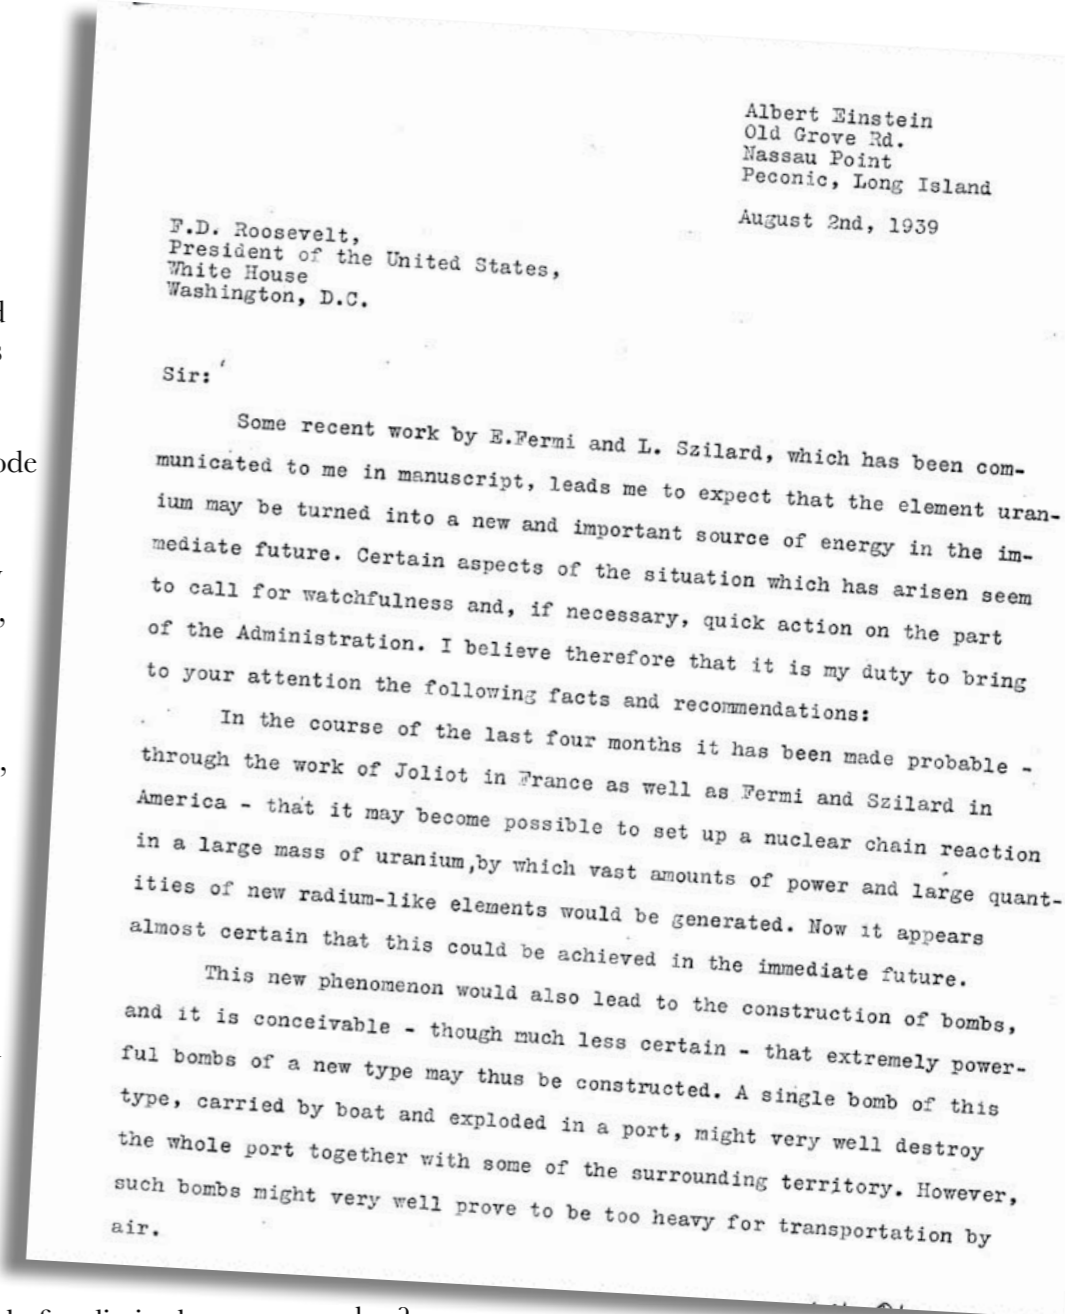 Albert Einstein
Old Grove Rd.
Nassau Point
Peconic, Long Island
August 2nd, 1939
F.D. Roosevelt,
President of the United States,
White House
Washington, D.C.
Sir:
Some recent work by E.Fermi and L. Szilard, which has been com-
municated to me in manuscript, leads me to expect that the element uran-
ium may be turned into a new and important source of energy in the im-
mediate future. Certain aspects of the situation which has arisen seem
to call for watchfulness and, if necessary, quick action on the part
of the Administration. I believe therefore that it is my duty to bring
to your attention the following facts and recommendations:
In the course of the last four months it has been made probable -
through the work of Joliot in France as well as Fermi and Szilard in
America - that it may become possible to set up a nuclear chain reaction
in a large mass of uranium,by which vast amounts of power and large quant-
ities of new radium-like elements would be generated. Now it appears
almost certain that this could be achieved in the immediate future.
This new phenomenon would also lead to the construction of bombs,
and it is conceivable - though much less certain - that extremely power-
ful bombs of a new type may thus be constructed. A single bomb of this
type, carried by boat and exploded in a port, might very well destroy
the whole port together with some of the surrounding territory. However,
such bombs might very well prove to be too heavy for transportation by
air.